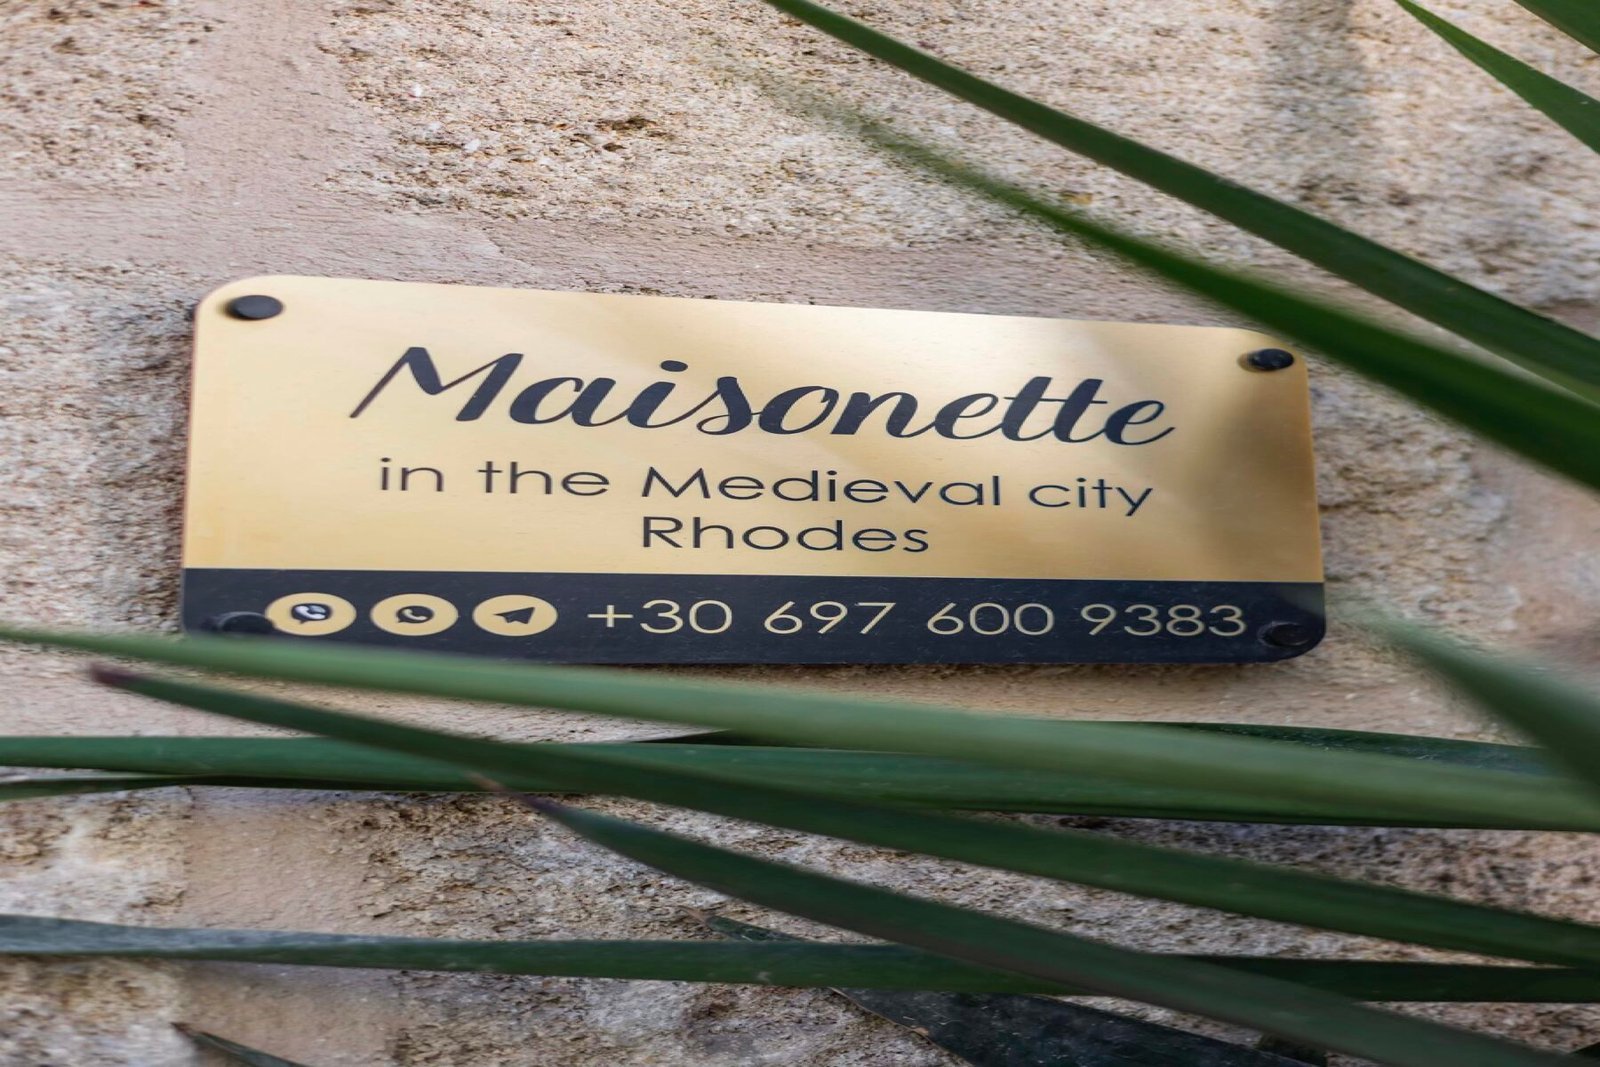 Maisonette
in the Medieval city
Rhodes
+30 697 600 9383